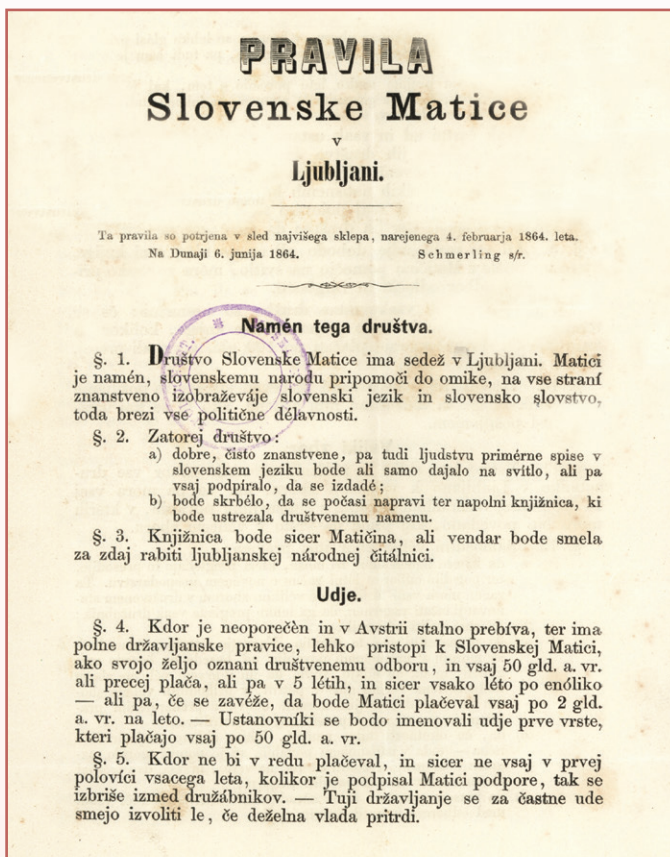 PRAVILA
Slovenske Matice
v
Ljubljani.
Ta pravila so potrjena v sled najvišega sklepa, narejenega 4. februarja 1864. leta.
Na Dunaji 6. junija 1864. Schmerling s/r.
Namén tega društva.
§. 1. Društvo Slovenske Matice ima sedež v Ljubljani. Matici
je namén, slovenskemu narodu pripomoči do omike, na vse straní
znanstveno izobraževáje slovenski jezik in slovensko slovstvo,
toda brezi vse politične délavnosti.
§. 2. Zatorej društvo:
a) dobre, čisto znanstvene, pa tudi ljudstvu primérne spise v
slovenskem jeziku bode ali samo dajalo na svítlo, ali pa
vsaj podpíralo, da se izdadé;
b) bode skrbélo, da se počasi napravi ter napolni knjižnica, ki
bode ustrezala društvenemu namenu.
§. 3. Knjižnica bode sicer Matičina, ali vendar bode smela
za zdaj rabiti ljubljanskej národnej čitálnici.
Udje.
§. 4. Kdor je neoporečèn in v Avstrii stalno prebíva, ter ima
polne državljanske pravice, lehko pristopi k Slovenskej Matici,
ako svojo željo oznani društvenemu odboru, in vsaj 50 gld. a. vr.
ali precej plača, ali pa v 5 létih, in sicer vsako léto po enóliko
— ali pa, če se zavéže, da bode Matici plačeval vsaj po 2 gld.
a. vr. na leto. — Ustanovníki se bodo imenovali udje prve vrste,
kteri plačajo vsaj po 50 gld. a. vr.
§. 5. Kdor ne bi v redu plačeval, in sicer ne vsaj v prvej
polovíci vsacega leta, kolikor je podpisal Matici podpore, tak se
izbriše izmed družábnikov. — Tuji državljanje se za častne ude
smejo izvoliti le, če deželna vlada pritrdi.